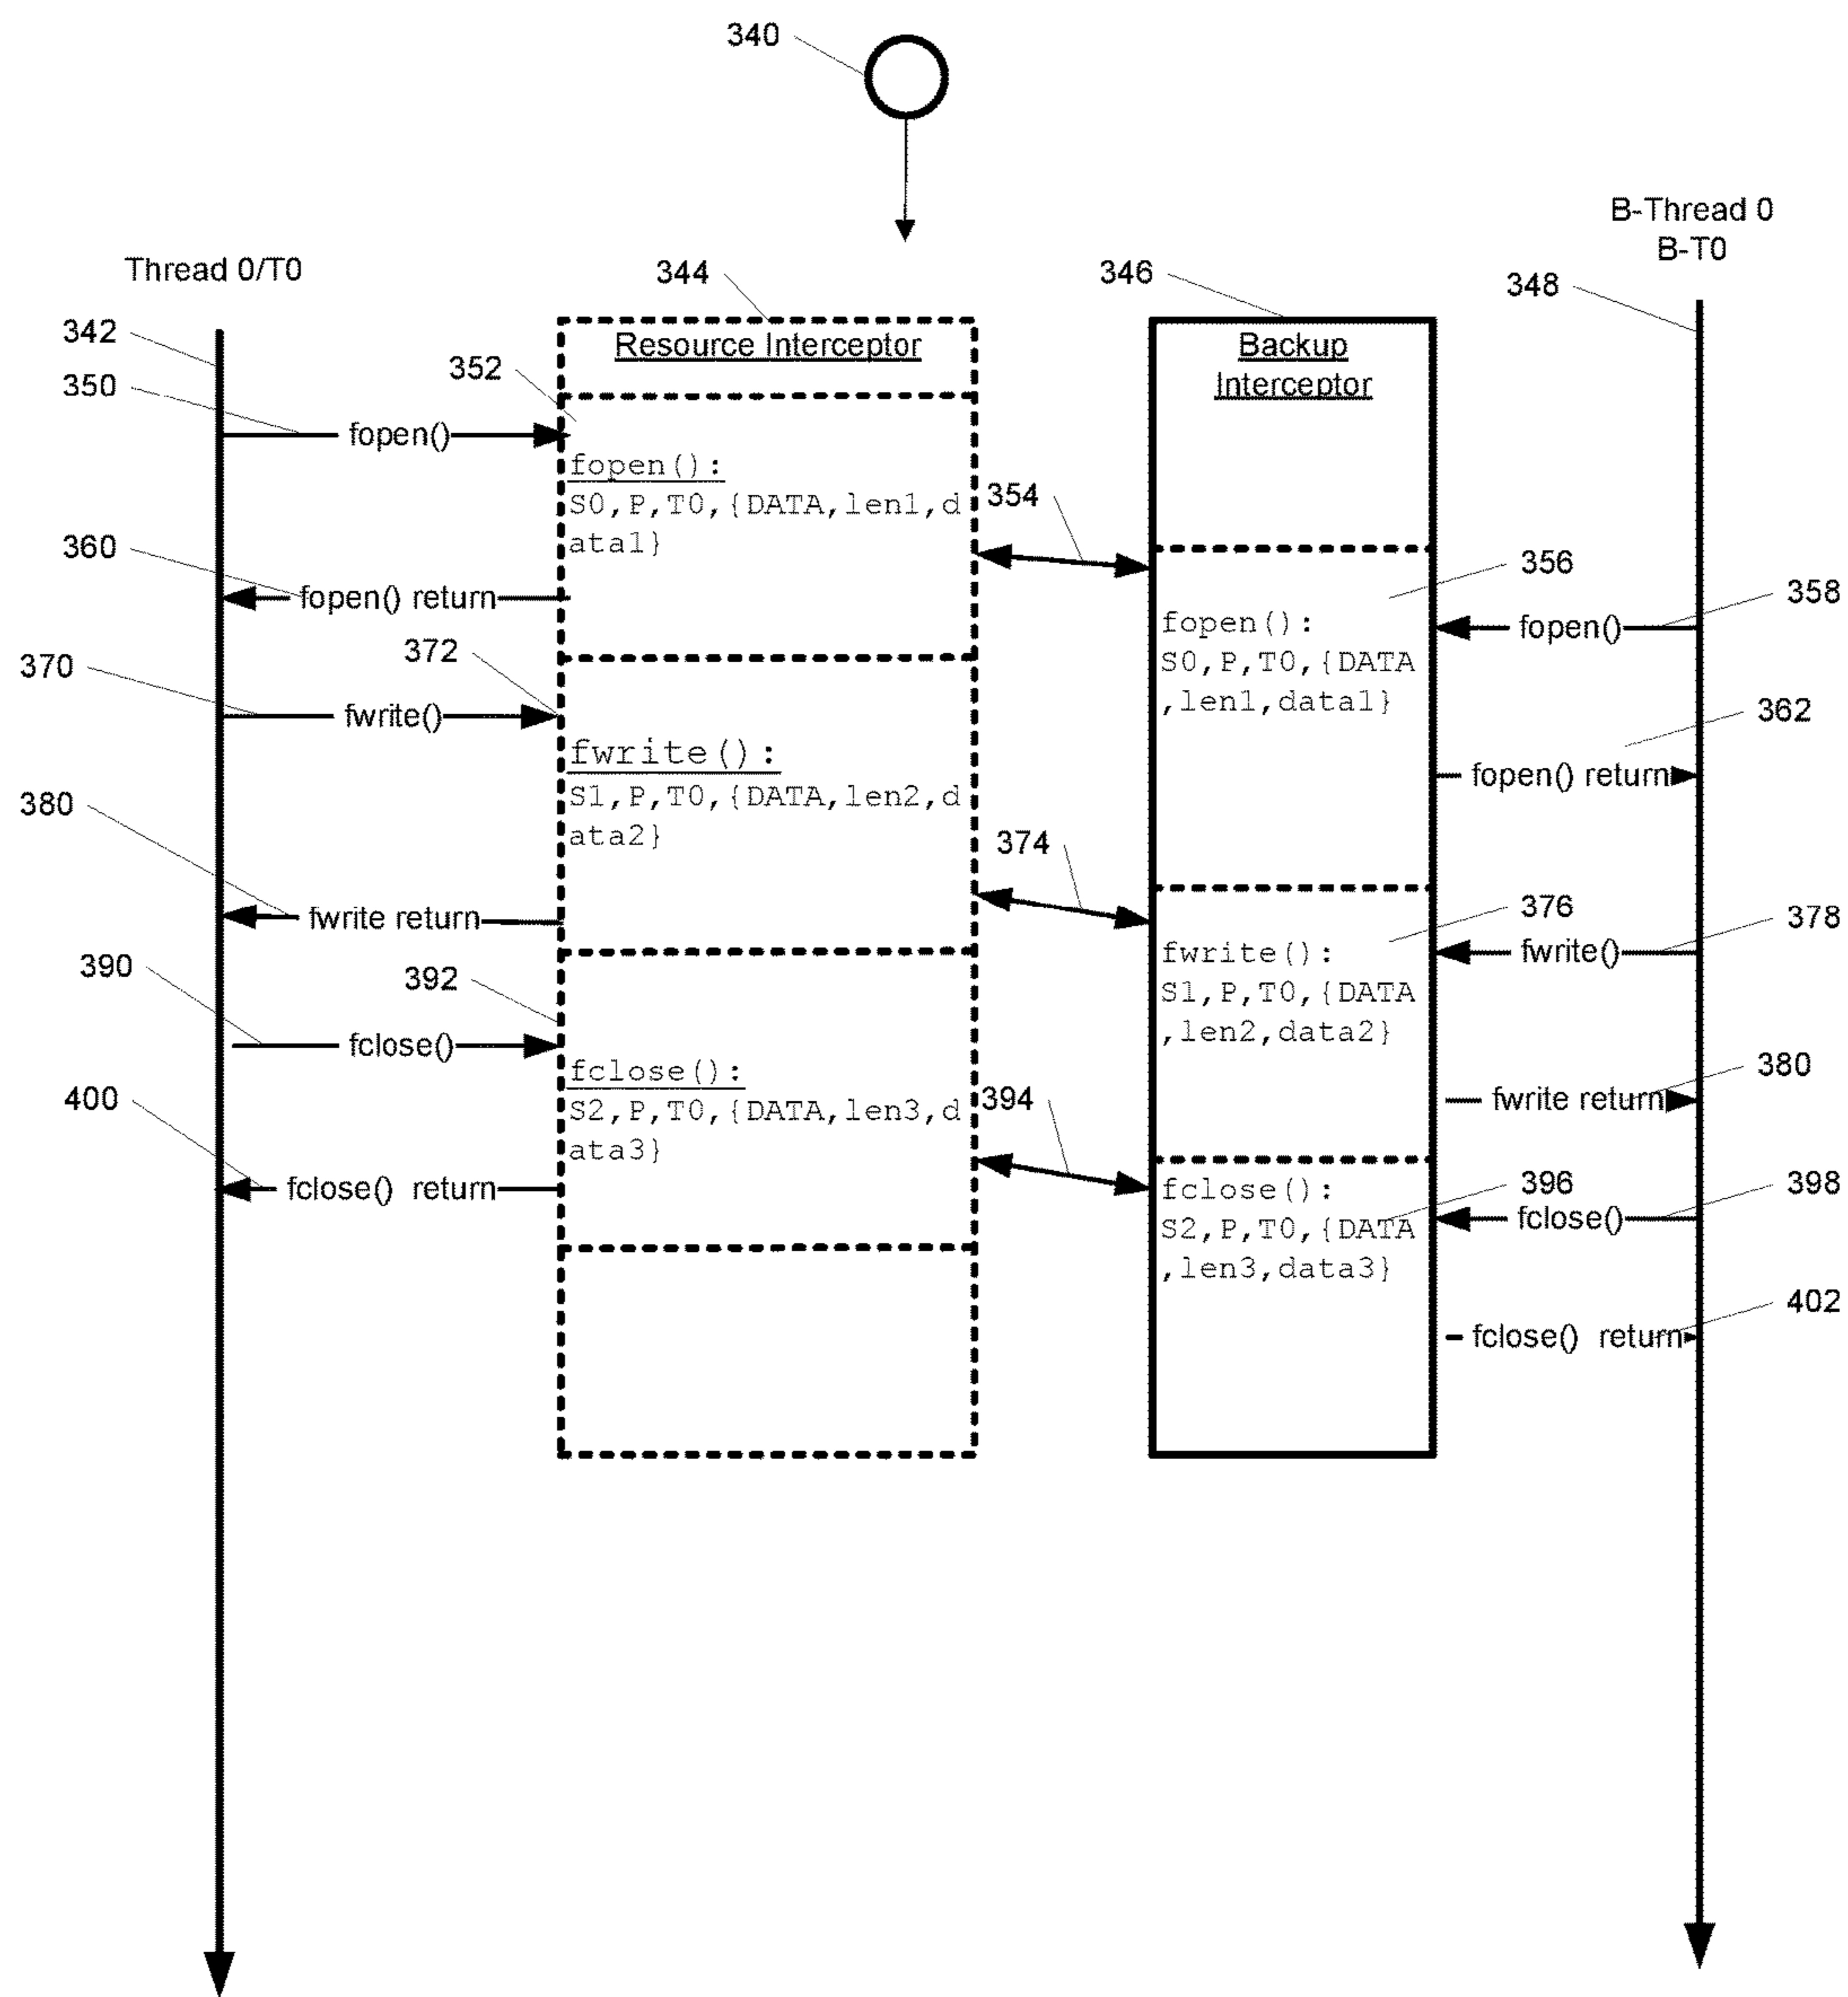 340
B-Thread 0
B-T0
Thread 0/T0
344
346
348
342
Resource Interceptor
Backup
Interceptor
350
352
fopen()
fopen():
S0,P,T0,{DATA,len1,d
ata1}
354
360
fopen() return
356
358
fopen()
fopen():
S0,P,T0,{DATA
,len1,data1}
370
372
fwrite()
362
fopen() return
fwrite():
S1,P,T0,{DATA,len2,d
ata2}
380
374
fwrite return
376
378
fwrite()
fwrite():
S1,P,T0,{DATA
,len2,data2}
390
392
fclose()
380
fwrite return
fclose():
S2,P,T0,{DATA,len3,d
ata3}
400
394
fclose() return
396
398
fclose()
fclose():
S2,P,T0,{DATA
,len3,data3}
402
fclose() return